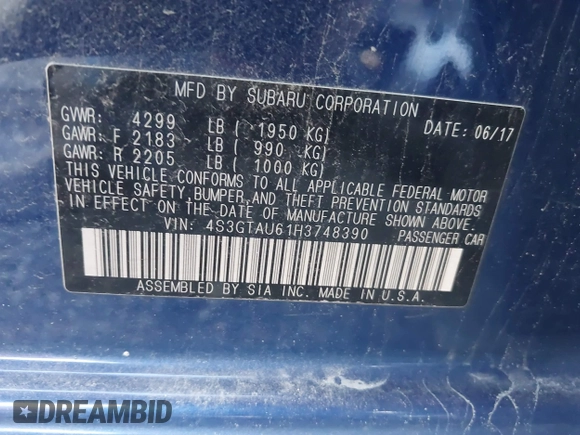 MFD BY SUBARU CORPORATION
GVWR: 4299 LB ( 1950 KG) DATE: 06/17
GAWR: F 2183 LB ( 990 KG)
GAWR: R 2205 LB ( 1000 KG)
THIS VEHICLE CONFORMS TO ALL APPLICABLE FEDERAL MOTOR
VEHICLE SAFETY, BUMPER, AND THEFT PREVENTION STANDARDS
IN EFFECT ON THE DATE OF MANUFACTURE SHOWN ABOVE.
VIN: 4S3GTAU61H3748390 PASSENGER CAR
ASSEMBLED BY SIA INC. MADE IN U.S.A.
DREAMBID